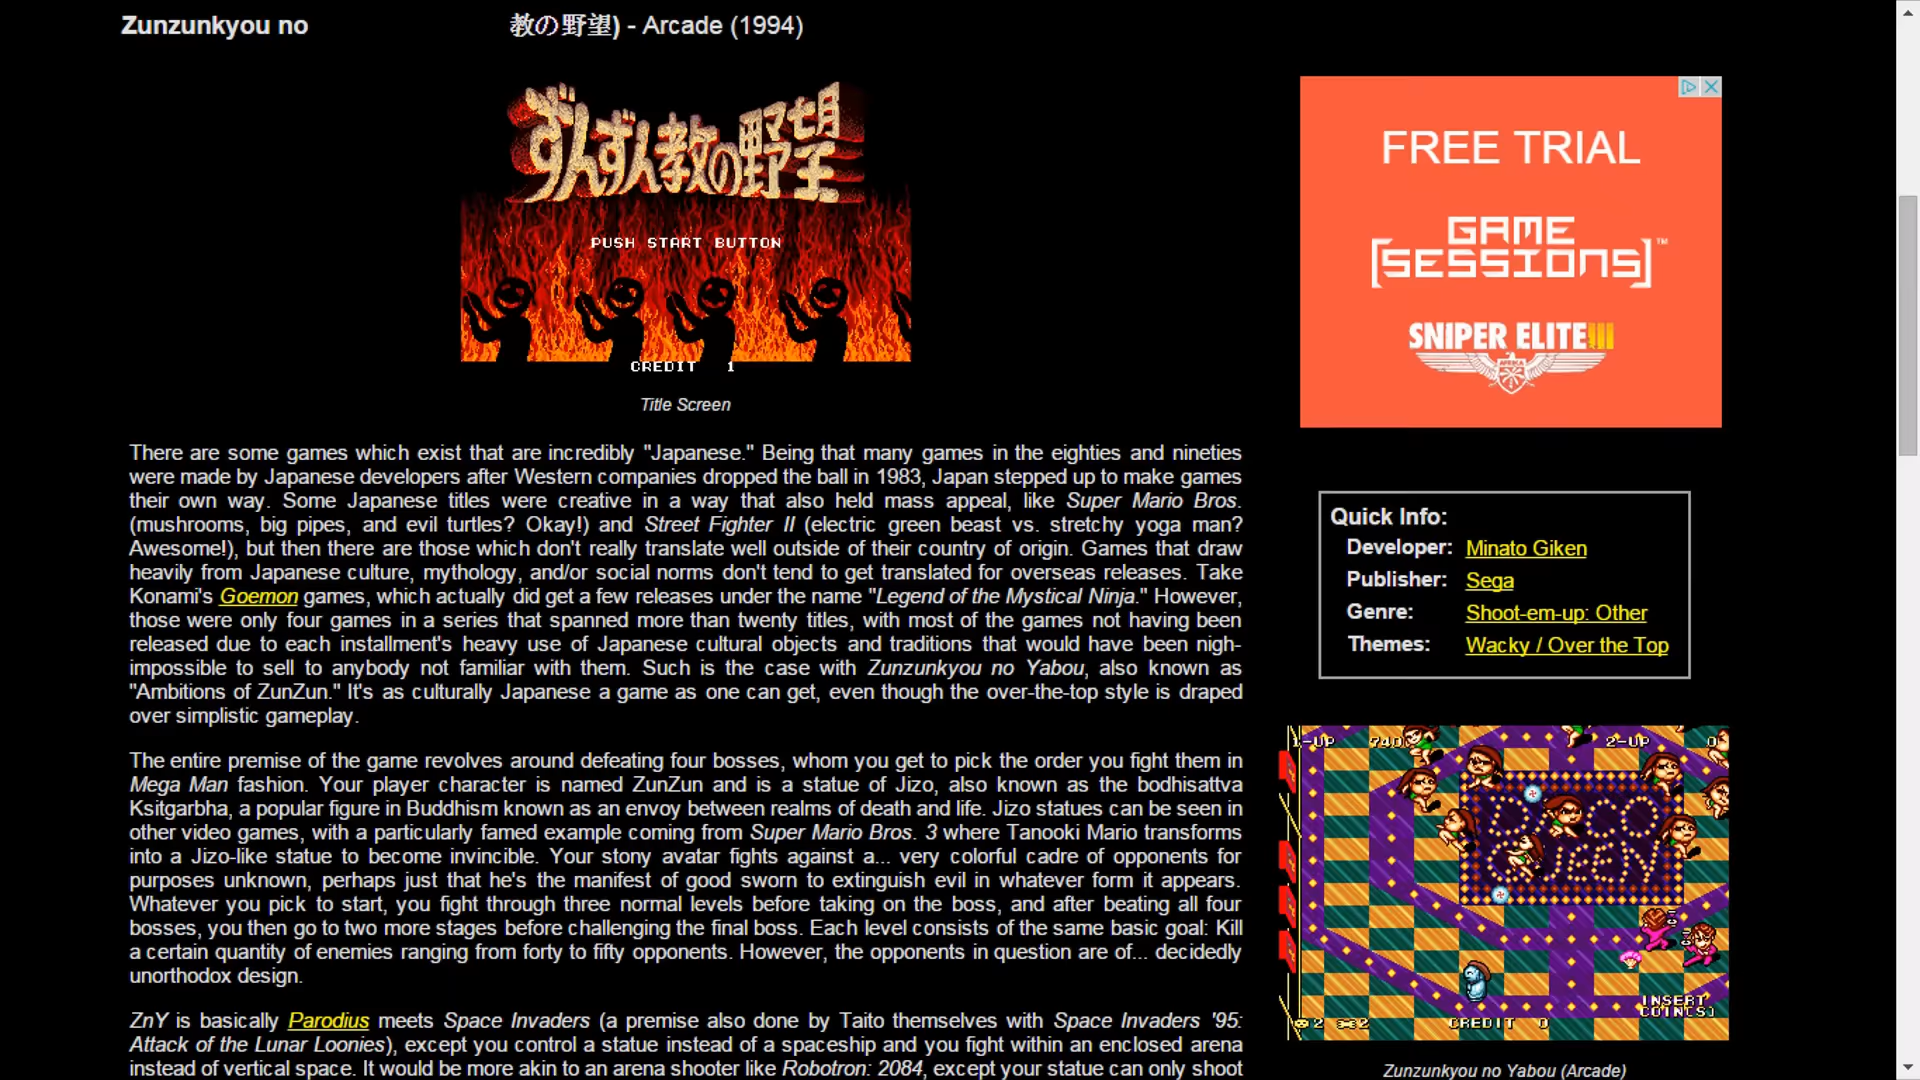 Zunzunkyou no 教の野望) - Arcade (1994)
ずんずん教の野望
PUSH START BUTTON
CREDIT 1
Title Screen
There are some games which exist that are incredibly "Japanese." Being that many games in the eighties and nineties
were made by Japanese developers after Western companies dropped the ball in 1983, Japan stepped up to make games
their own way. Some Japanese titles were creative in a way that also held mass appeal, like Super Mario Bros.
(mushrooms, big pipes, and evil turtles? Okay!) and Street Fighter II (electric green beast vs. stretchy yoga man?
Awesome!), but then there are those which don't really translate well outside of their country of origin. Games that draw
heavily from Japanese culture, mythology, and/or social norms don't tend to get translated for overseas releases. Take
Konami's Goemon games, which actually did get a few releases under the name "Legend of the Mystical Ninja." However,
those were only four games in a series that spanned more than twenty titles, with most of the games not having been
released due to each installment's heavy use of Japanese cultural objects and traditions that would have been nigh-
impossible to sell to anybody not familiar with them. Such is the case with Zunzunkyou no Yabou, also known as
"Ambitions of ZunZun." It's as culturally Japanese a game as one can get, even though the over-the-top style is draped
over simplistic gameplay.
The entire premise of the game revolves around defeating four bosses, whom you get to pick the order you fight them in
Mega Man fashion. Your player character is named ZunZun and is a statue of Jizo, also known as the bodhisattva
Ksitgarbha, a popular figure in Buddhism known as an envoy between realms of death and life. Jizo statues can be seen in
other video games, with a particularly famed example coming from Super Mario Bros. 3 where Tanooki Mario transforms
into a Jizo-like statue to become invincible. Your stony avatar fights against a... very colorful cadre of opponents for
purposes unknown, perhaps just that he's the manifest of good sworn to extinguish evil in whatever form it appears.
Whatever you pick to start, you fight through three normal levels before taking on the boss, and after beating all four
bosses, you then go to two more stages before challenging the final boss. Each level consists of the same basic goal: Kill
a certain quantity of enemies ranging from forty to fifty opponents. However, the opponents in question are of... decidedly
unorthodox design.
ZnY is basically Parodius meets Space Invaders (a premise also done by Taito themselves with Space Invaders '95:
Attack of the Lunar Loonies), except you control a statue instead of a spaceship and you fight within an enclosed arena
instead of vertical space. It would be more akin to an arena shooter like Robotron: 2084, except your statue can only shoot
FREE TRIAL
GAME
[SESSIONS]™
SNIPER ELITE III
Quick Info:
Developer: Minato Giken
Publisher: Sega
Genre: Shoot-em-up: Other
Themes: Wacky / Over the Top
1-UP 740 2-UP 0
INSERT
COIN(S)
2 2 CREDIT 0
Zunzunkyou no Yabou (Arcade)